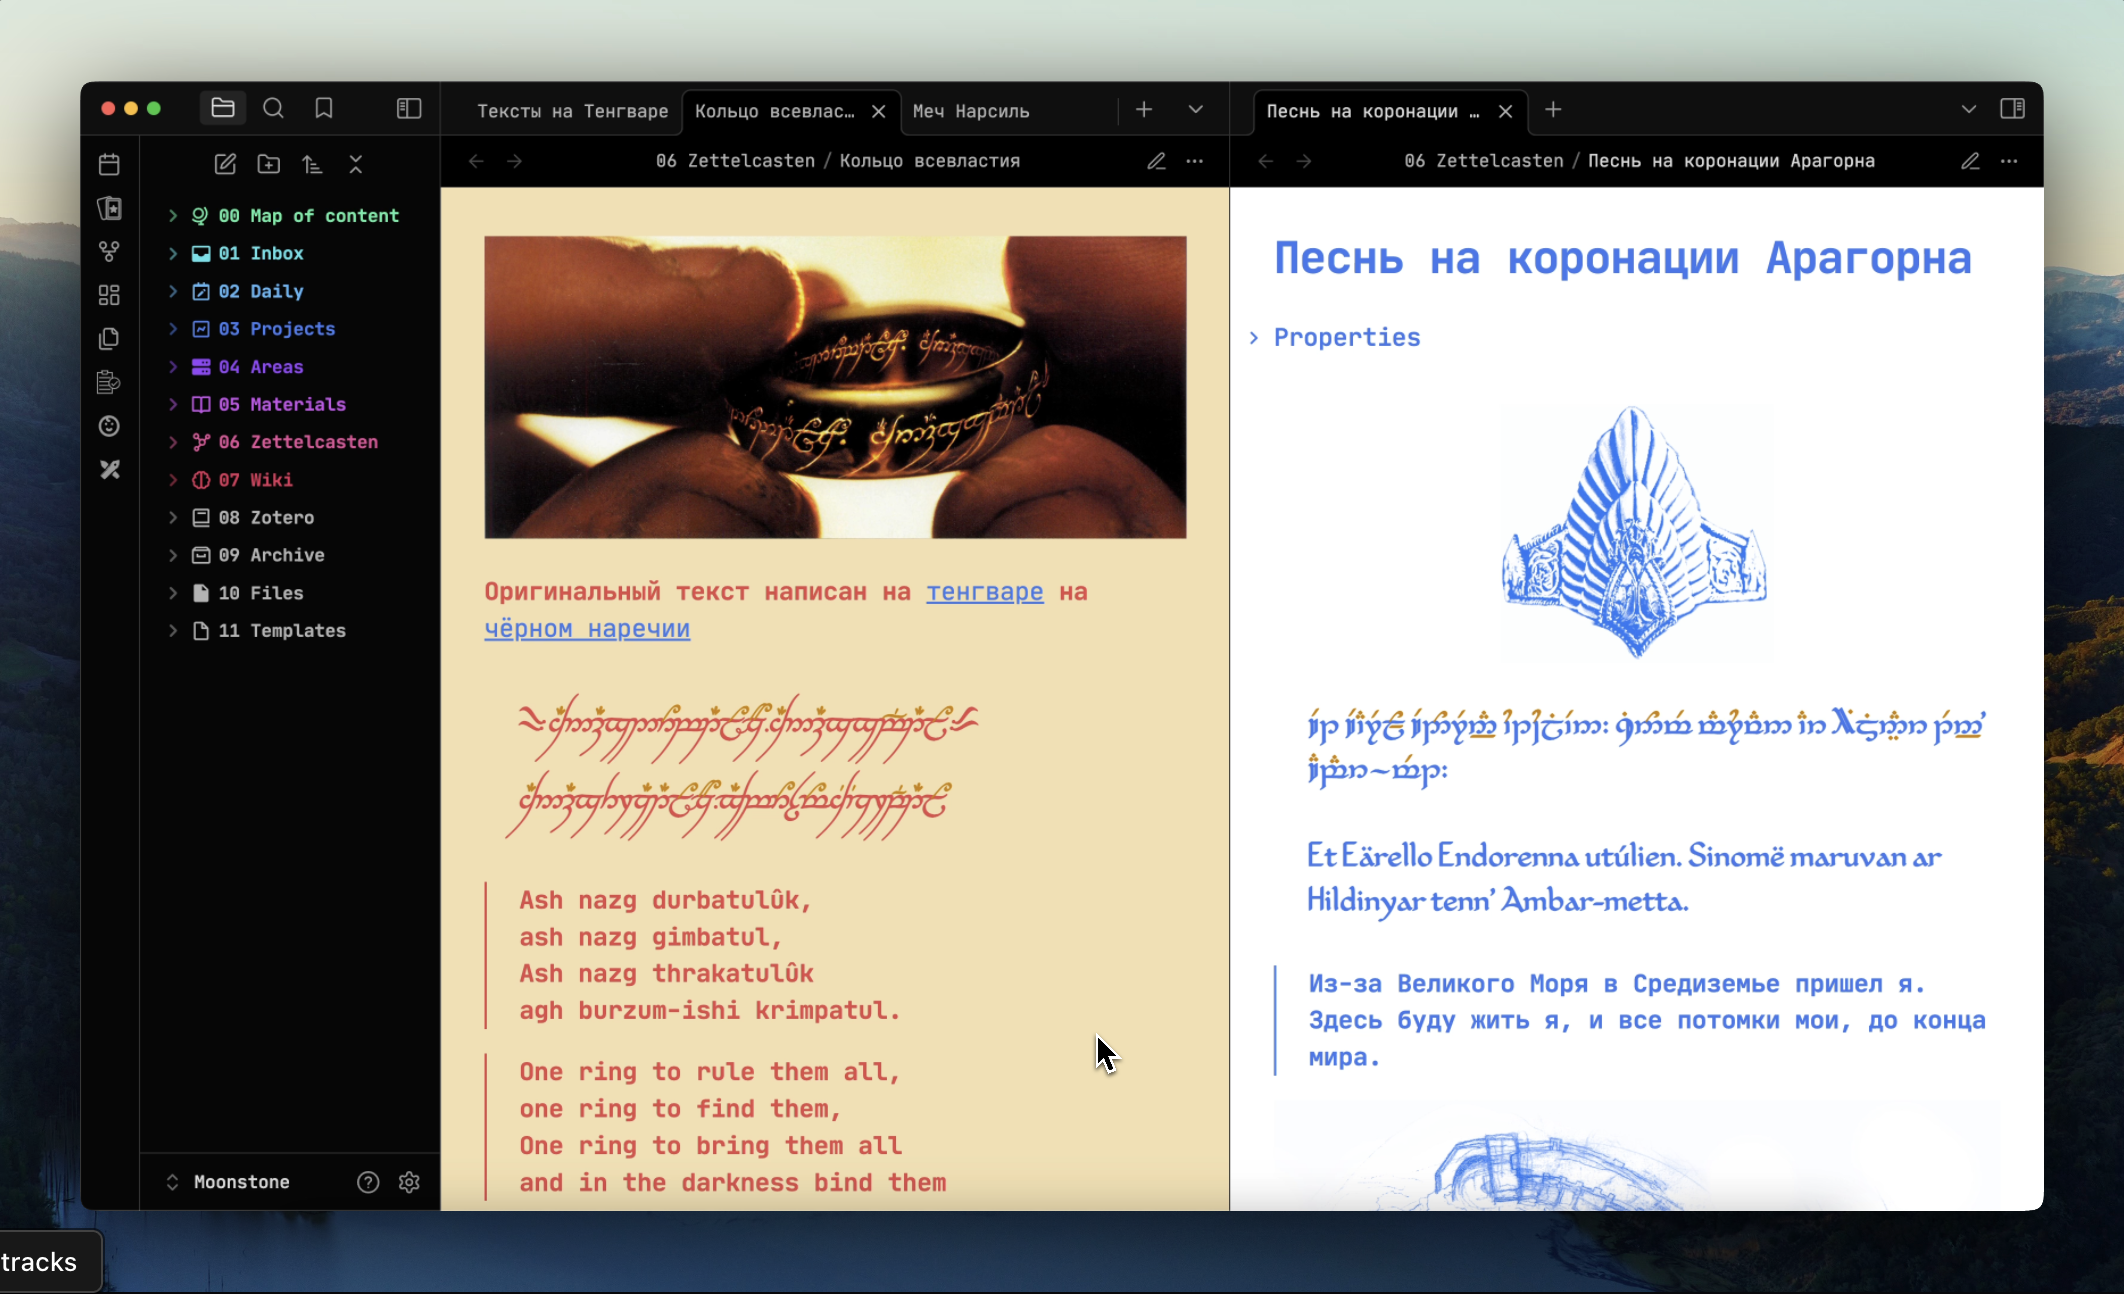 Тексты на Тенгваре
Кольцо всевлас…
Меч Нарсиль
Песнь на коронации …
06 Zettelcasten / Кольцо всевластия
06 Zettelcasten / Песнь на коронации Арагорна
00 Map of content
01 Inbox
02 Daily
03 Projects
04 Areas
05 Materials
06 Zettelcasten
07 Wiki
08 Zotero
09 Archive
10 Files
11 Templates
Moonstone
Оригинальный текст написан на тенгваре на
чёрном наречии
Ash nazg durbatulûk,
ash nazg gimbatul,
Ash nazg thrakatulûk
agh burzum-ishi krimpatul.
One ring to rule them all,
one ring to find them,
One ring to bring them all
and in the darkness bind them
Песнь на коронации Арагорна
Properties
Et Eärello Endorenna utúlien. Sinomë maruvan ar
Hildinyar tenn’ Ambar-metta.
Из-за Великого Моря в Средиземье пришел я.
Здесь буду жить я, и все потомки мои, до конца
мира.
tracks